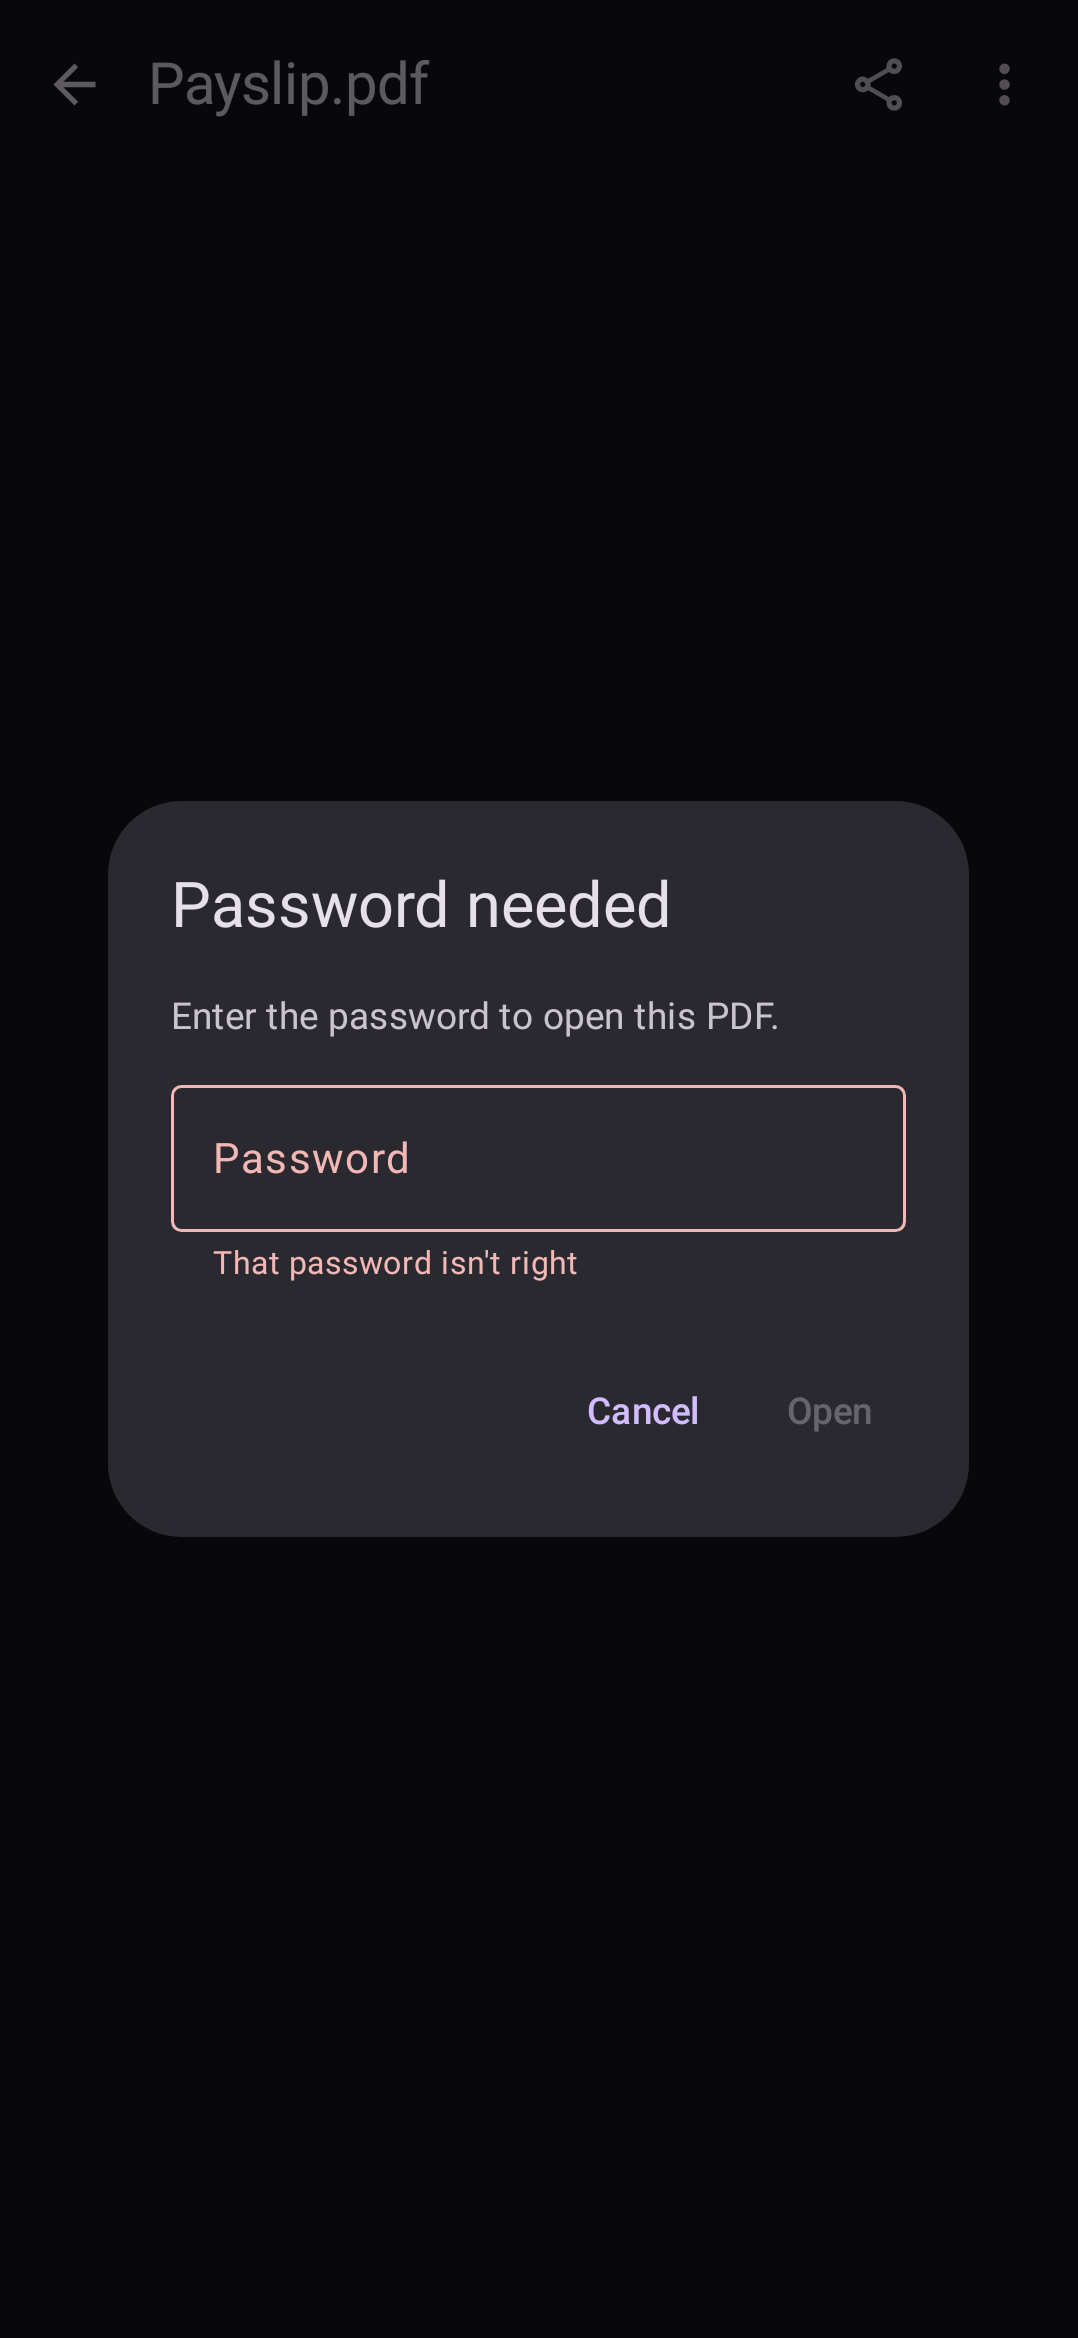 Payslip.pdf
Password needed
Enter the password to open this PDF.
Password
That password isn't right
Cancel
Open